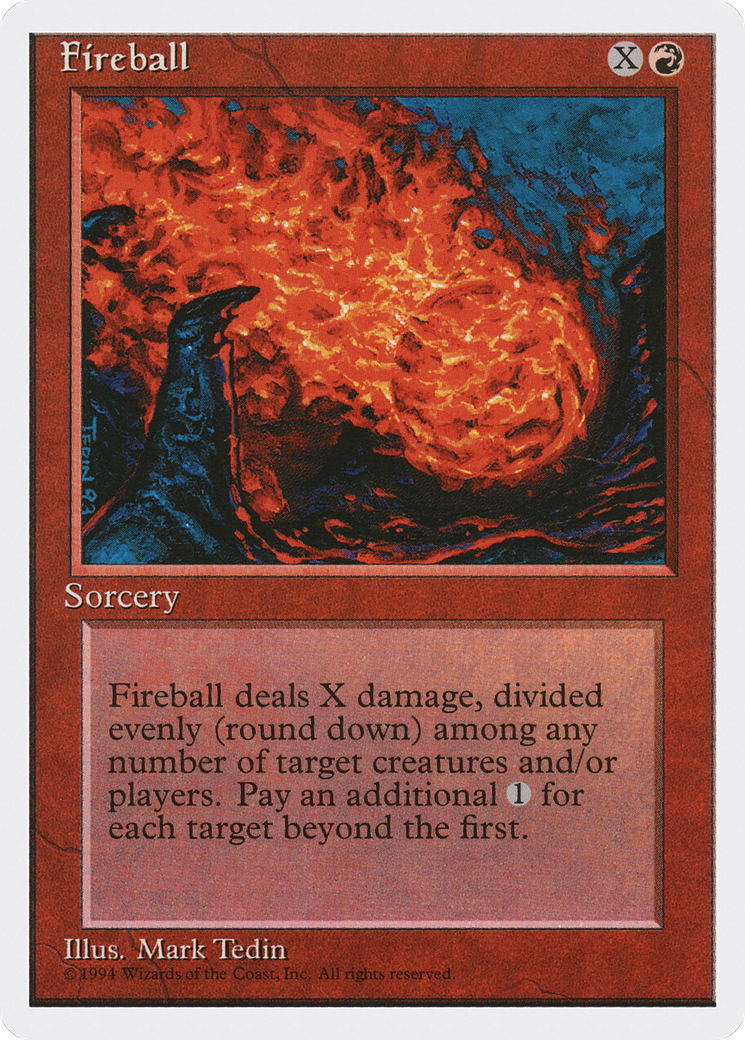 Fireball X
TEDIN 93
Sorcery
Fireball deals X damage, divided
evenly (round down) among any
number of target creatures and/or
players. Pay an additional 1 for
each target beyond the first.
Illus. Mark Tedin
©1994 Wizards of the Coast, Inc. All rights reserved.